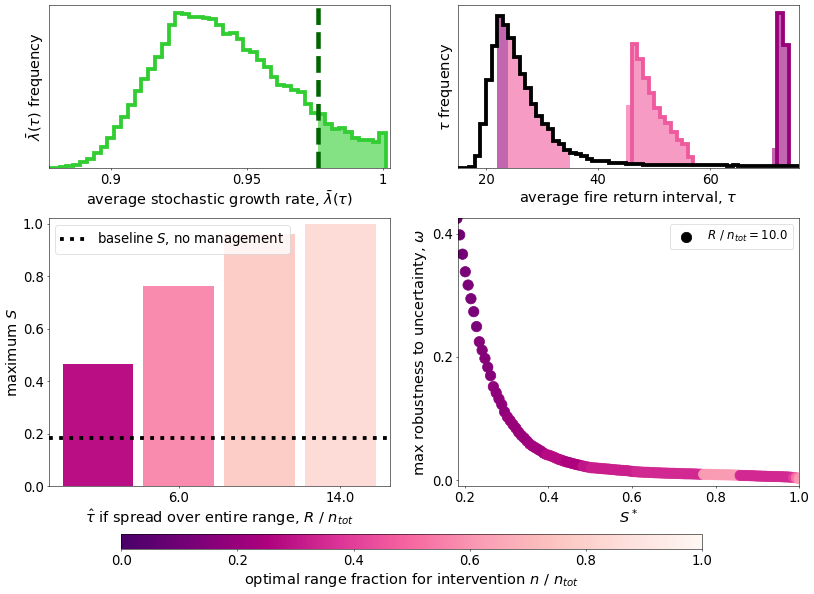 λ̄(τ) frequency
0.9
0.95
1
average stochastic growth rate, λ̄(τ)
τ frequency
20
40
60
average fire return interval, τ
maximum S
1.0
0.8
0.6
0.4
0.2
0.0
baseline S, no management
6.0
14.0
τ̂ if spread over entire range, R / n_tot
max robustness to uncertainty, ω
0.4
0.2
0.0
R / n_tot = 10.0
0.2
0.4
0.6
0.8
1.0
S*
0.0
0.2
0.4
0.6
0.8
1.0
optimal range fraction for intervention n / n_tot